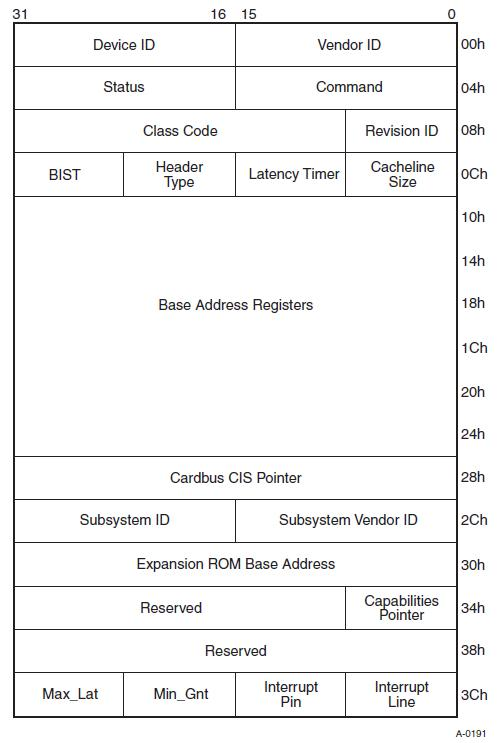 31 16 15 0
Device ID Vendor ID 00h
Status Command 04h
Class Code Revision ID 08h
BIST Header Type Latency Timer Cacheline Size 0Ch
10h
14h
Base Address Registers 18h
1Ch
20h
24h
Cardbus CIS Pointer 28h
Subsystem ID Subsystem Vendor ID 2Ch
Expansion ROM Base Address 30h
Reserved Capabilities Pointer 34h
Reserved 38h
Max_Lat Min_Gnt Interrupt Pin Interrupt Line 3Ch
A-0191